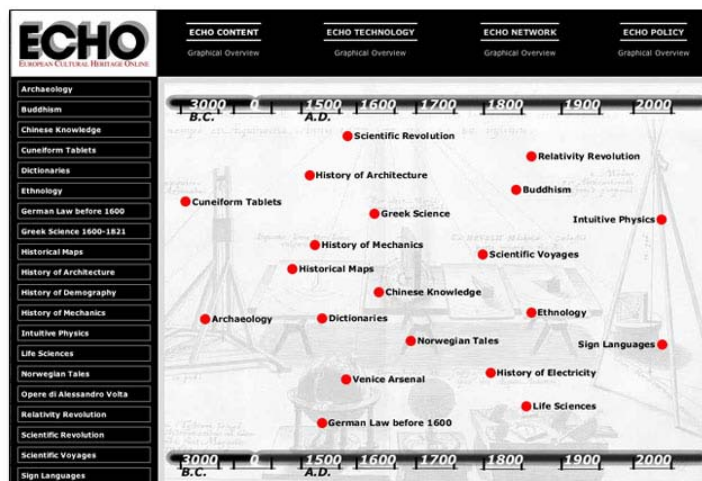 ECHO
EUROPEAN CULTURAL HERITAGE ONLINE
ECHO CONTENT
Graphical Overview
ECHO TECHNOLOGY
Graphical Overview
ECHO NETWORK
Graphical Overview
ECHO POLICY
Graphical Overview
Archaeology
Buddhism
Chinese Knowledge
Cuneiform Tablets
Dictionaries
Ethnology
German Law before 1600
Greek Science 1600-1821
Historical Maps
History of Architecture
History of Demography
History of Mechanics
Intuitive Physics
Life Sciences
Norwegian Tales
Opere di Alessandro Volta
Relativity Revolution
Scientific Revolution
Scientific Voyages
Sign Languages
3000 0 1500 1600 1700 1800 1900 2000
B.C. A.D.
Scientific Revolution
Relativity Revolution
History of Architecture
Buddhism
Cuneiform Tablets
Greek Science
Intuitive Physics
History of Mechanics
Scientific Voyages
Historical Maps
Chinese Knowledge
Archaeology
Dictionaries
Ethnology
Norwegian Tales
Sign Languages
Venice Arsenal
History of Electricity
Life Sciences
German Law before 1600
3000 0 1500 1600 1700 1800 1900 2000
B.C. A.D.